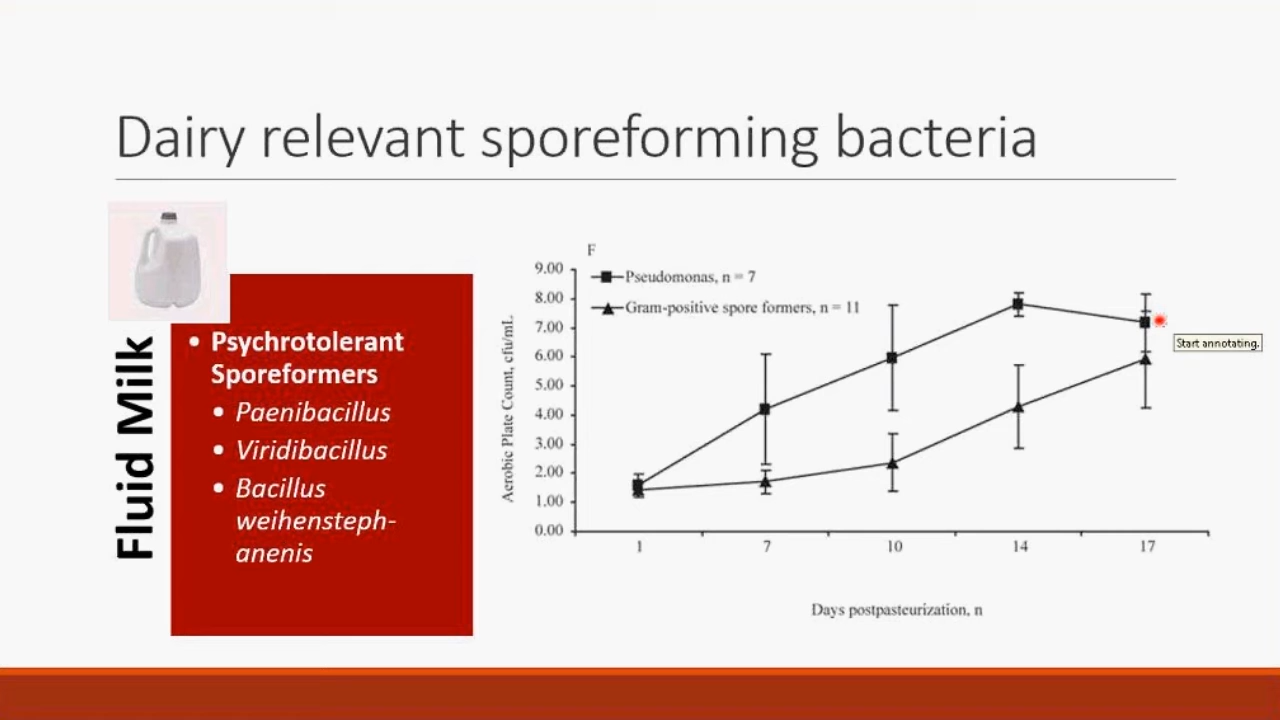 Dairy relevant sporeforming bacteria
Fluid Milk
• Psychrotolerant
Sporeformers
• Paenibacillus
• Viridibacillus
• Bacillus
weihensteph-
anenis
F
Pseudomonas, n = 7
Gram-positive spore formers, n = 11
Aerobic Plate Count, cfu/mL
9.00
8.00
7.00
6.00
5.00
4.00
3.00
2.00
1.00
0.00
1 7 10 14 17
Days postpasteurization, n
Start annotating.